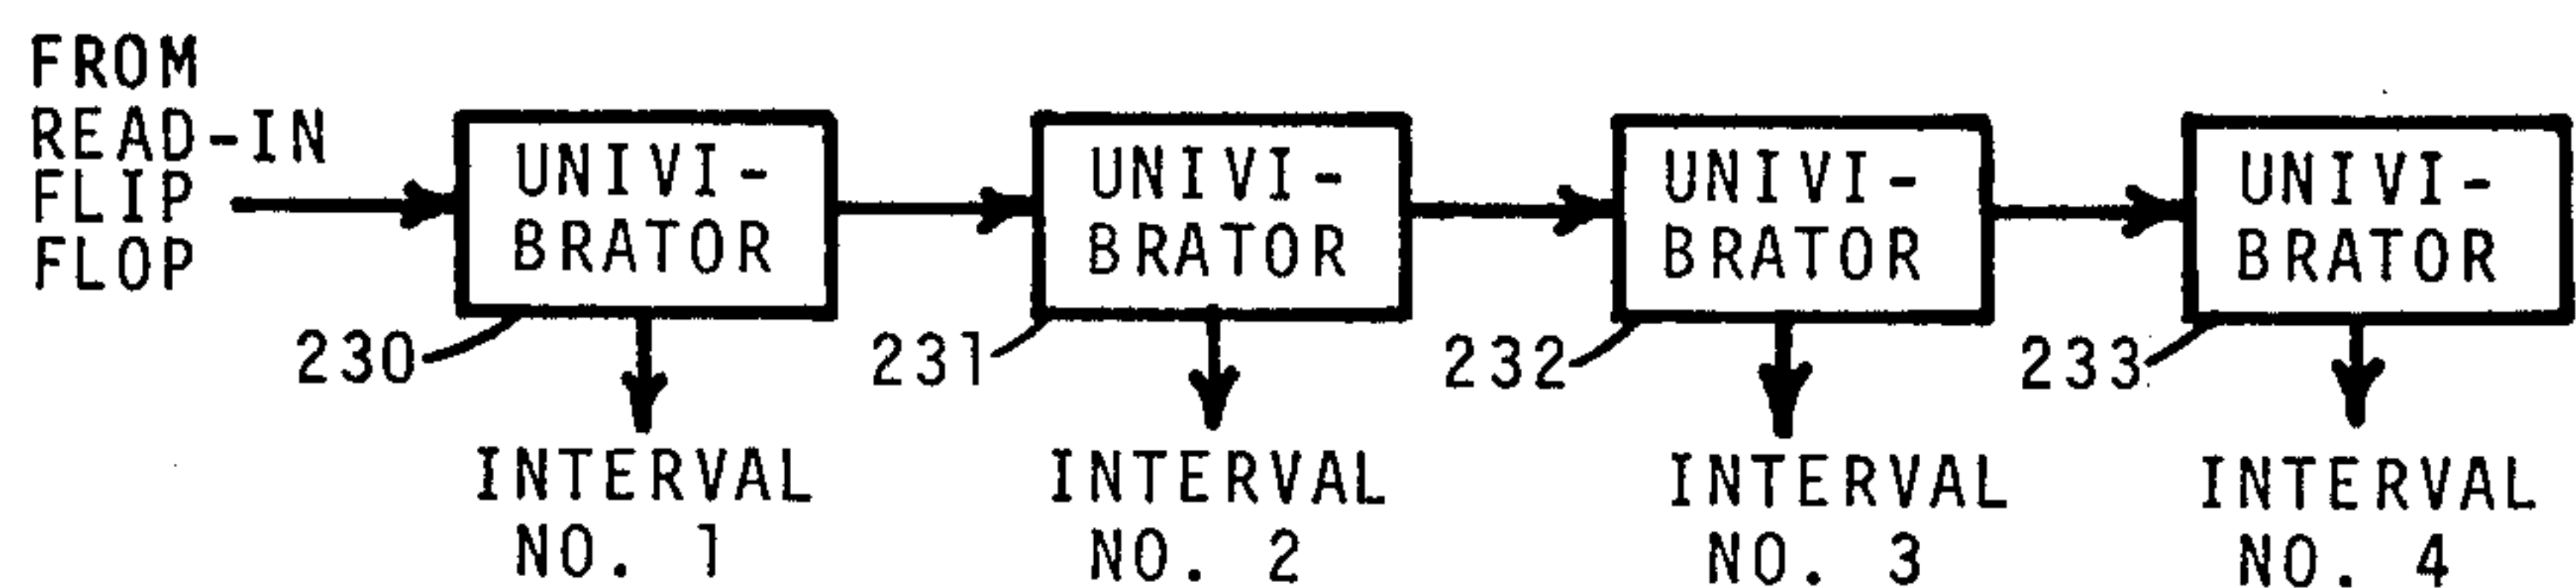 FROM
READ-IN
FLIP
FLOP
UNIVI-
BRATOR
230
INTERVAL
NO. 1
UNIVI-
BRATOR
231
INTERVAL
NO. 2
UNIVI-
BRATOR
232
INTERVAL
NO. 3
UNIVI-
BRATOR
233
INTERVAL
NO. 4